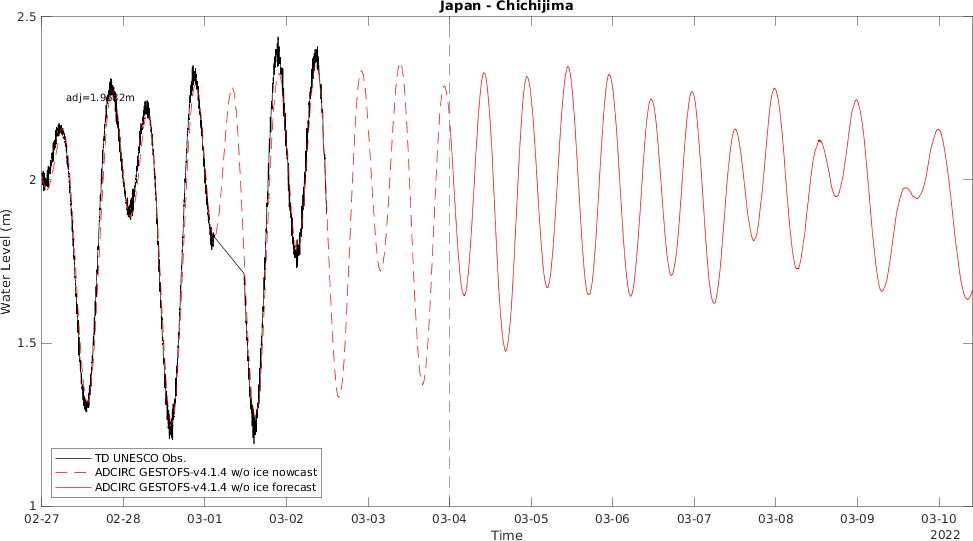 Japan - Chichijima
2.5
2
1.5
1
Water Level (m)
TD UNESCO Obs.
ADCIRC GESTOFS-v4.1.4 w/o ice nowcast
ADCIRC GESTOFS-v4.1.4 w/o ice forecast
02-27 02-28 03-01 03-02 03-03 03-04 03-05 03-06 03-07 03-08 03-09 03-10
Time
2022